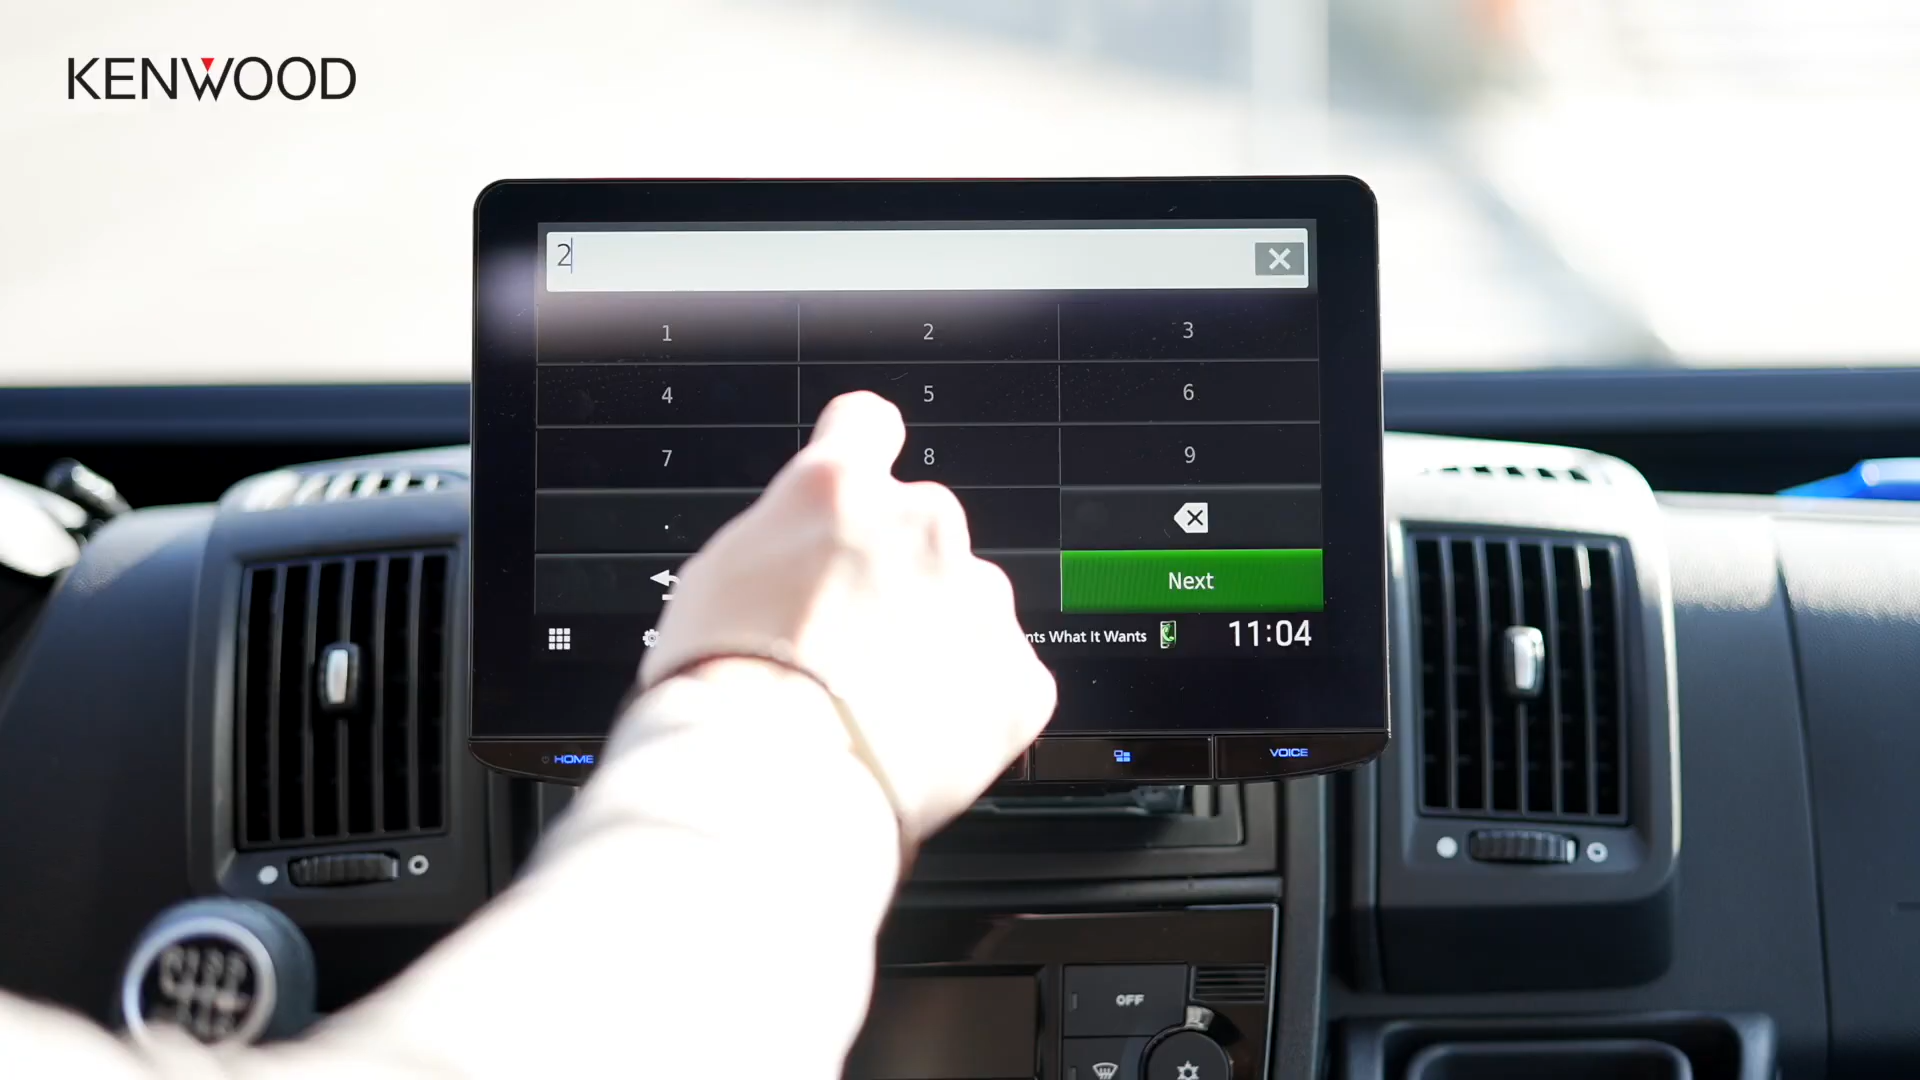 KENWOOD
2
1 2 3
4 5 6
7 8 9
.
Next
nts What It Wants 11:04
HOME VOICE
OFF